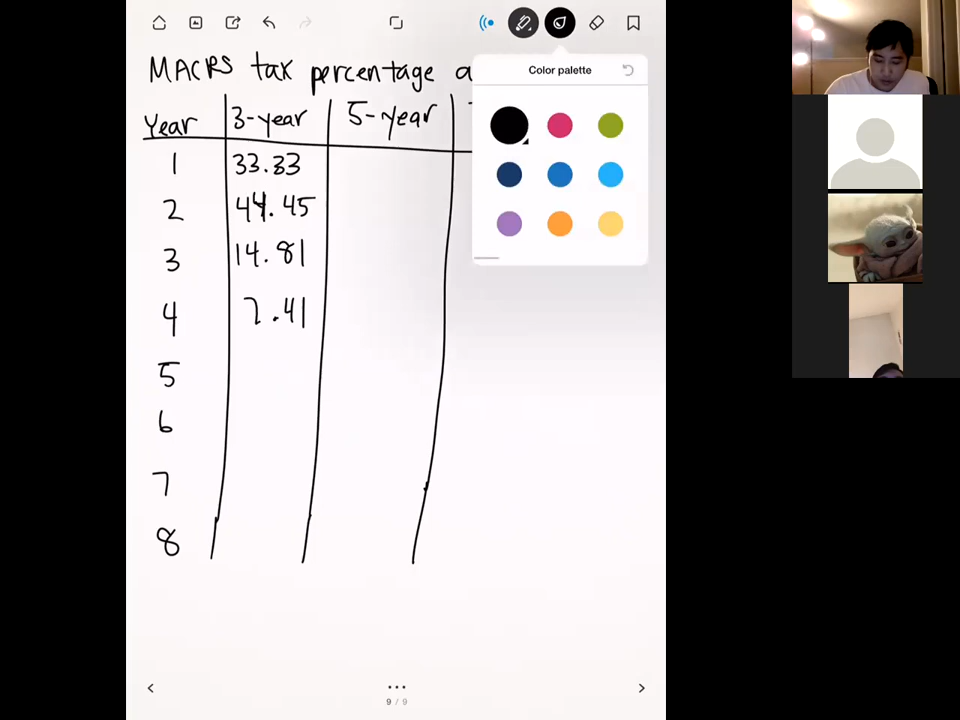 MACRS tax percentage a
Color palette
Year 3-year 5-year
1 33.33
2 44.45
3 14.81
4 7.41
5
6
7
8
9 / 9